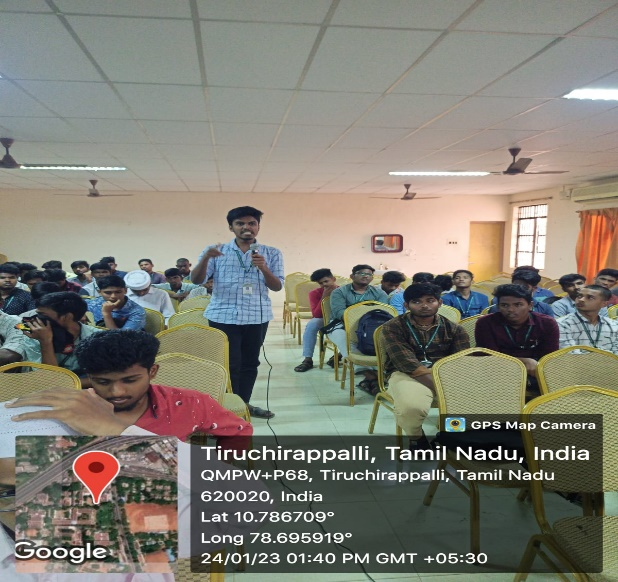 GPS Map Camera
Tiruchirappalli, Tamil Nadu, India
QMPW+P68, Tiruchirappalli, Tamil Nadu
620020, India
Lat 10.786709°
Long 78.695919°
24/01/23 01:40 PM GMT +05:30
Google